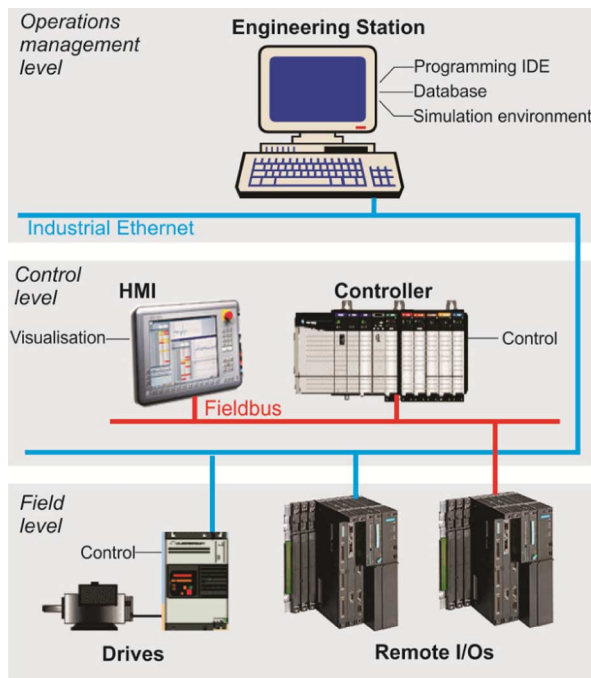 Operations
management
level
Engineering Station
Programming IDE
Database
Simulation environment
Industrial Ethernet
Control
level
HMI
Controller
Visualisation
Control
Fieldbus
Field
level
Control
Drives
Remote I/Os